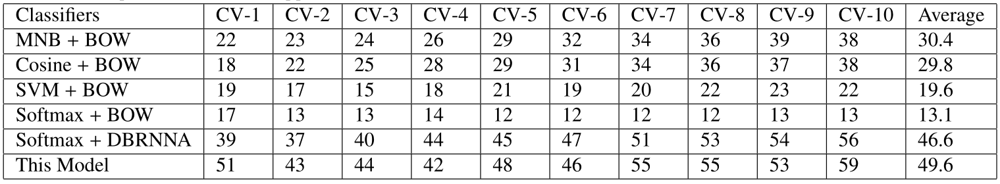 Classifiers CV-1 CV-2 CV-3 CV-4 CV-5 CV-6 CV-7 CV-8 CV-9 CV-10 Average
MNB + BOW 22 23 24 26 29 32 34 36 39 38 30.4
Cosine + BOW 18 22 25 28 29 31 34 36 37 38 29.8
SVM + BOW 19 17 15 18 21 19 20 22 23 22 19.6
Softmax + BOW 17 13 13 14 12 12 12 12 13 13 13.1
Softmax + DBRNNA 39 37 40 44 45 47 51 53 54 56 46.6
This Model 51 43 44 42 48 46 55 55 53 59 49.6